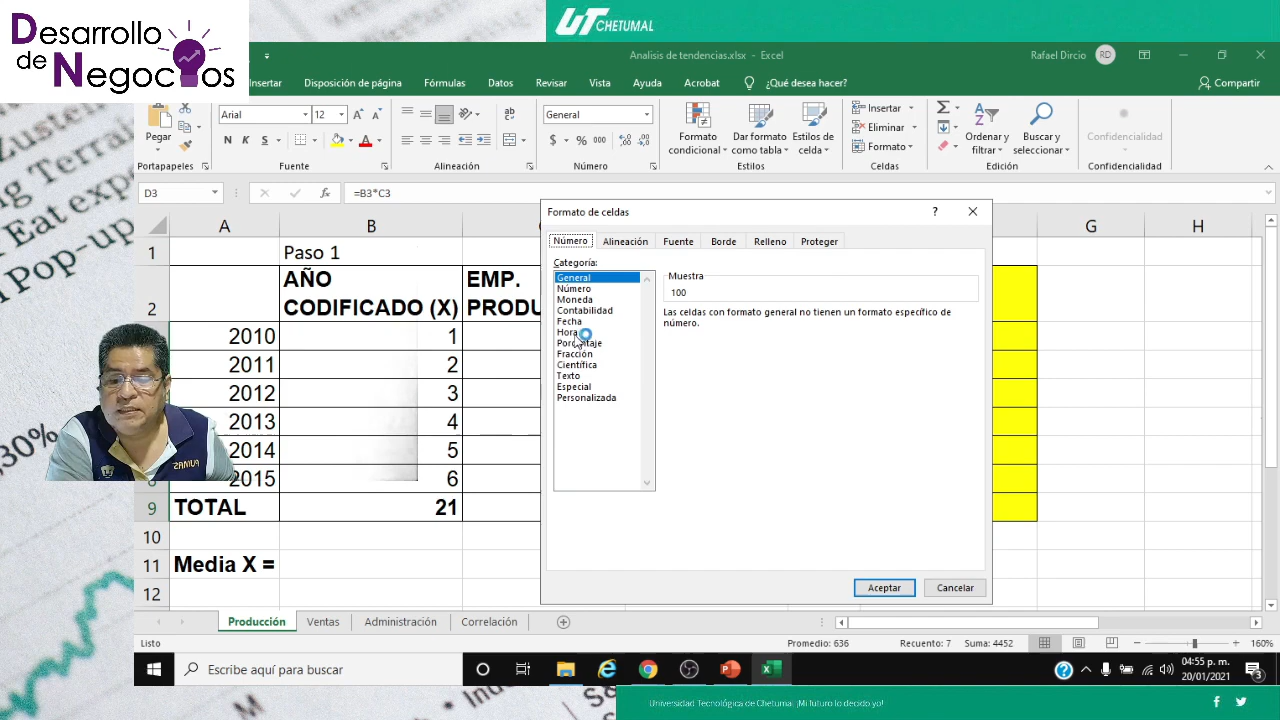 Desarrollo
de
Negocios
UT CHETUMAL
Analisis de tendencias.xlsx - Excel
Rafael Dircio
RD
Insertar
Disposición de página
Fórmulas
Datos
Revisar
Vista
Ayuda
Acrobat
¿Qué desea hacer?
Compartir
Pegar
Arial
12
General
N K S
$ % 000
Formato
condicional
Dar formato
como tabla
Estilos de
celda
Insertar
Eliminar
Formato
Ordenar y
filtrar
Buscar y
seleccionar
Confidencialidad
Portapapeles
Fuente
Alineación
Número
Estilos
Celdas
Edición
Confidencialidad
D3
fx
=B3*C3
A
B
G
H
1
Paso 1
2
AÑO
CODIFICADO (X)
EMP.
PRODU
2010
1
2011
2
2012
3
2013
4
2014
5
2015
6
9
TOTAL
21
10
11
Media X =
12
Formato de celdas
?
Número
Alineación
Fuente
Borde
Relleno
Proteger
Categoría:
General
Número
Moneda
Contabilidad
Fecha
Hora
Porcentaje
Fracción
Científica
Texto
Especial
Personalizada
Muestra
100
Las celdas con formato general no tienen un formato específico de
número.
Aceptar
Cancelar
Producción
Ventas
Administración
Correlación
Listo
Promedio: 636
Recuento: 7
Suma: 4452
160%
Escribe aquí para buscar
04:55 p. m.
20/01/2021
3
Universidad Tecnológica de Chetumal ¡Mi futuro lo decido yo!
Eat exp
Pop-up
,30%